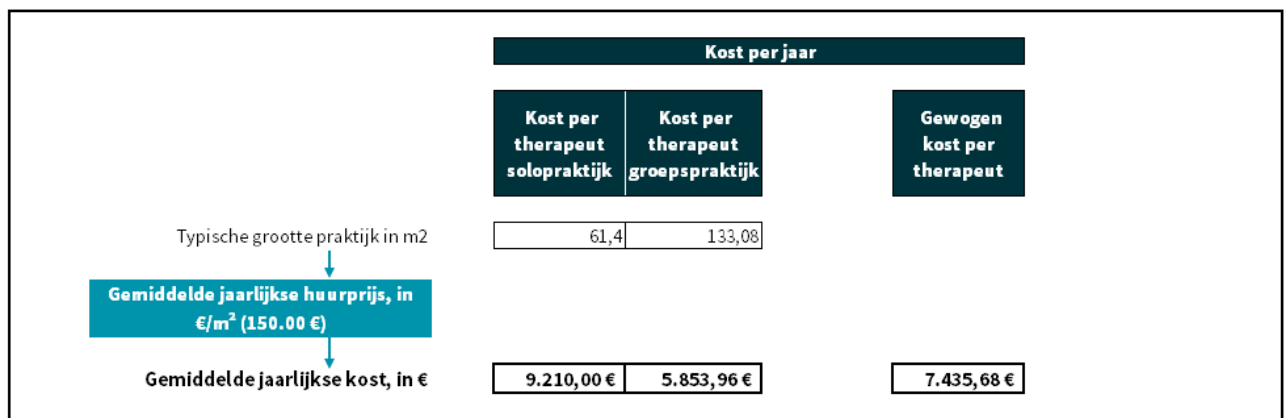 Kost per jaar
Kost per
therapeut
solopraktijk
Kost per
therapeut
groepspraktijk
Gewogen
kost per
therapeut
Typische grootte praktijk in m2 61,4 133,08
Gemiddelde jaarlijkse huurprijs, in
€/m² (150.00 €)
Gemiddelde jaarlijkse kost, in € 9.210,00 € 5.853,96 € 7.435,68 €